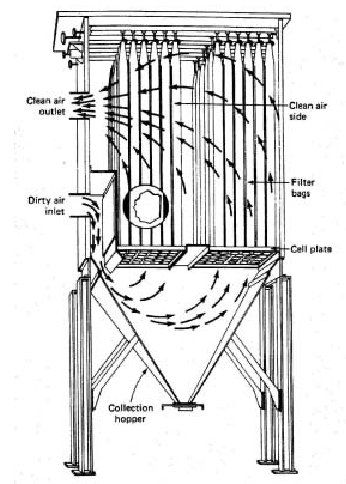 Clean air
outlet
Clean air
side
Filter
bags
Dirty air
inlet
Cell plate
Collection
hopper